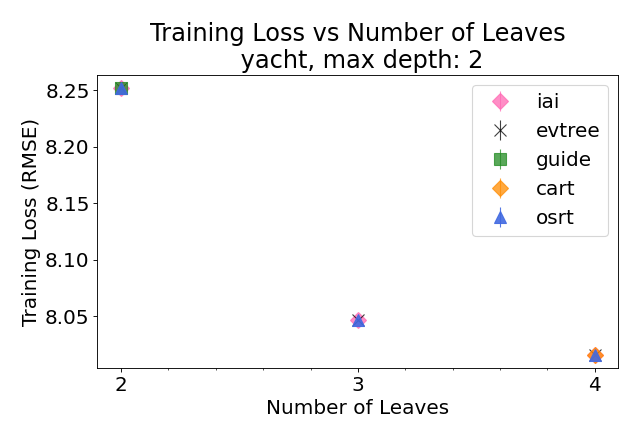 Training Loss vs Number of Leaves
yacht, max depth: 2
Training Loss (RMSE)
8.25
8.20
8.15
8.10
8.05
iai
evtree
guide
cart
osrt
2
3
4
Number of Leaves